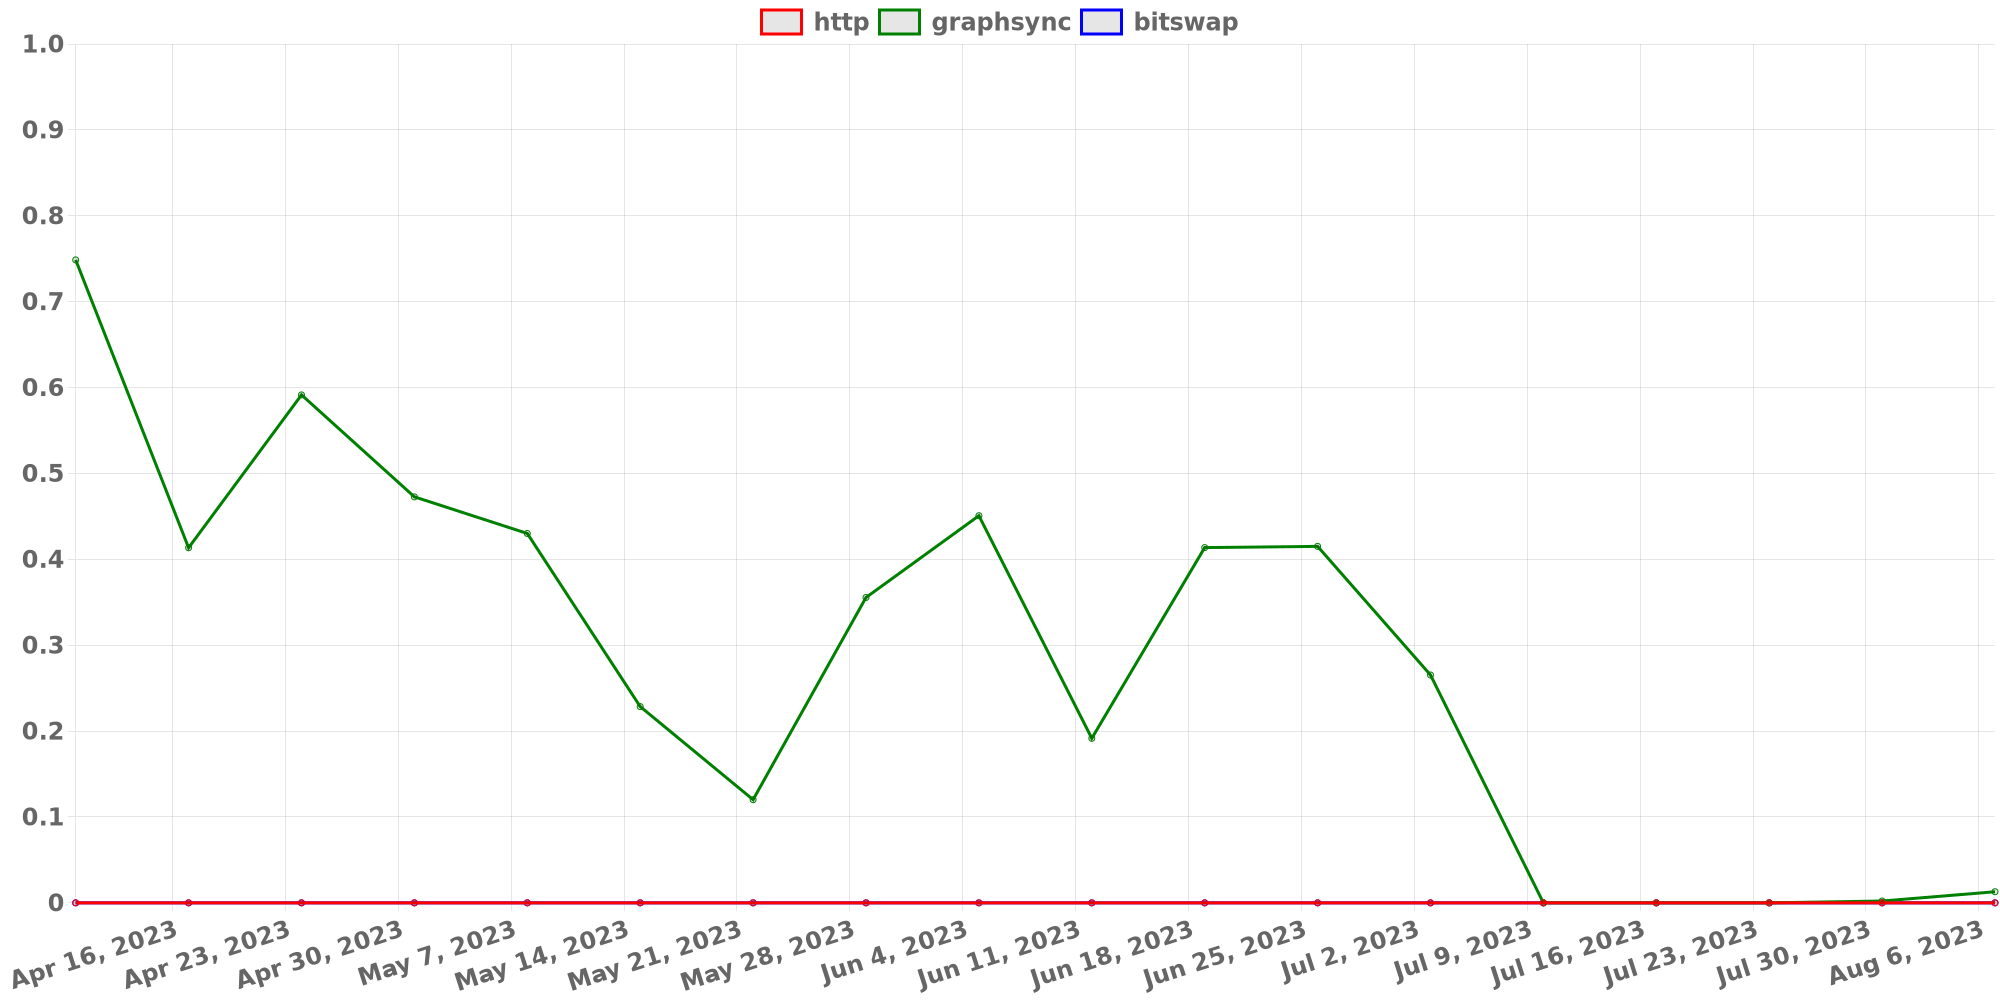 http graphsync bitswap
1.0
0.9
0.8
0.7
0.6
0.5
0.4
0.3
0.2
0.1
0
Apr 16, 2023
Apr 23, 2023
Apr 30, 2023
May 7, 2023
May 14, 2023
May 21, 2023
May 28, 2023
Jun 4, 2023
Jun 11, 2023
Jun 18, 2023
Jun 25, 2023
Jul 2, 2023
Jul 9, 2023
Jul 16, 2023
Jul 23, 2023
Jul 30, 2023
Aug 6, 2023